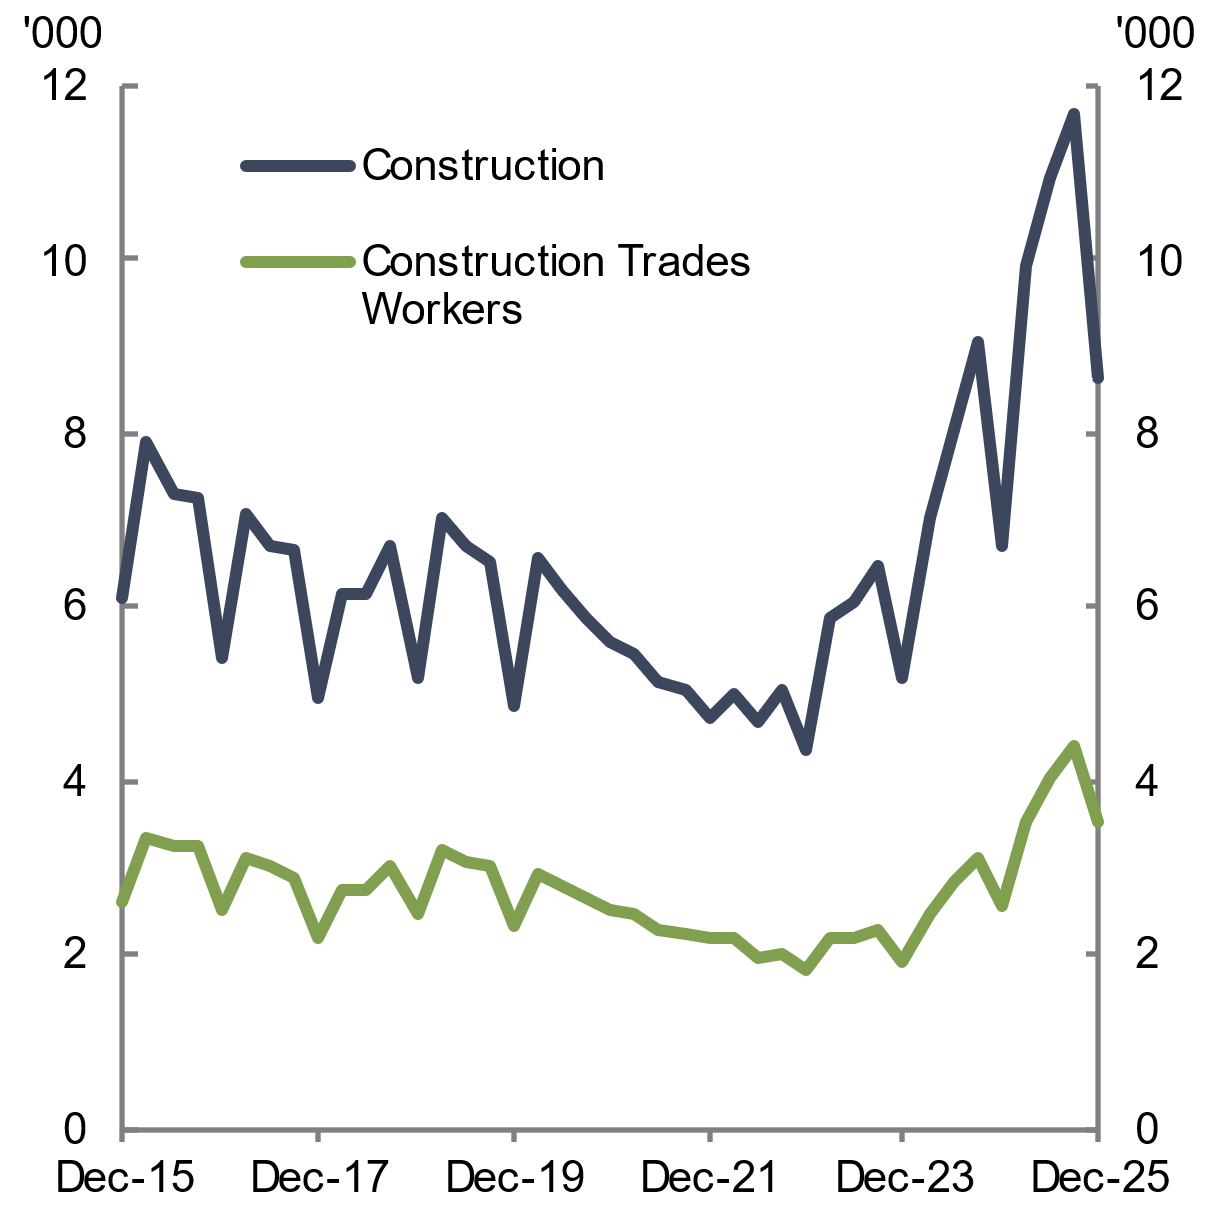 '000 '000
12 12
Construction
10 Construction Trades 10
Workers
8 8
6 6
4 4
2 2
0 0
Dec-15 Dec-17 Dec-19 Dec-21 Dec-23 Dec-25